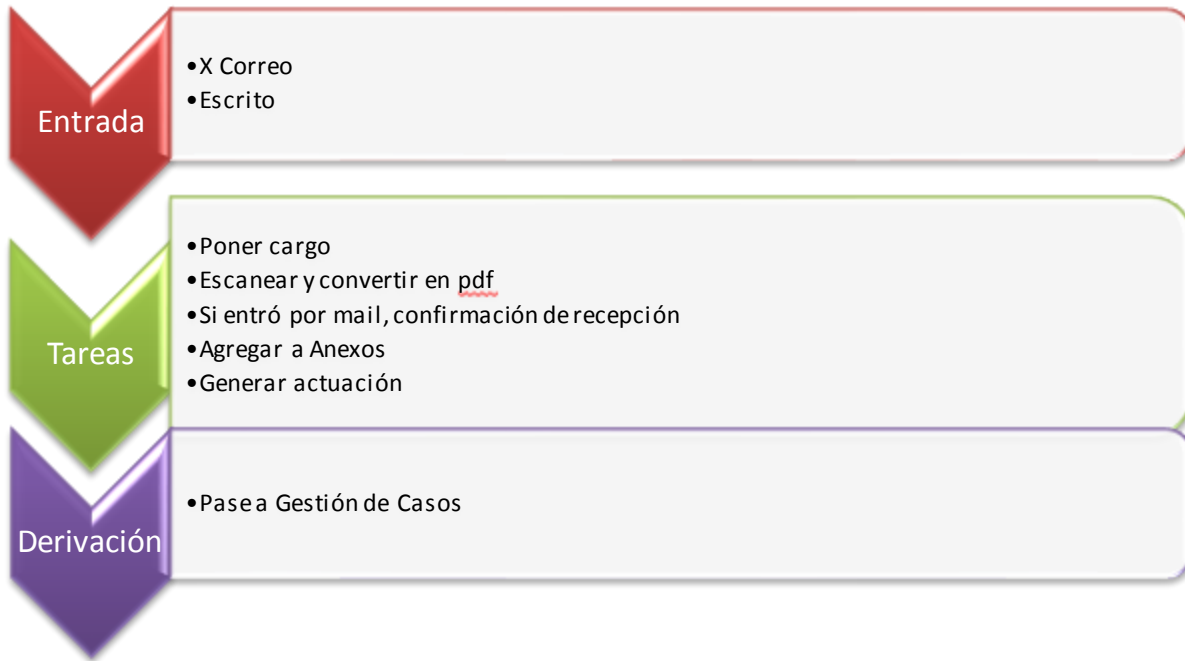 Entrada
•X Correo
•Escrito
Tareas
•Poner cargo
•Escanear y convertir en pdf
•Si entró por mail, confirmación de recepción
•Agregar a Anexos
•Generar actuación
Derivación
•Pase a Gestión de Casos